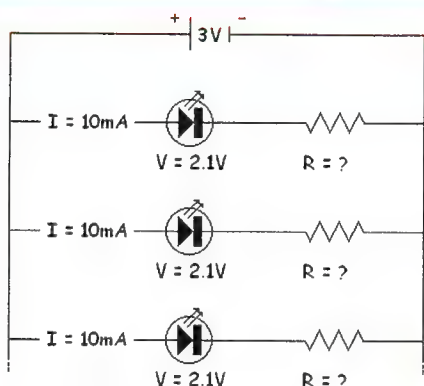 + 3V -
I = 10mA
V = 2.1V R = ?
I = 10mA
V = 2.1V R = ?
I = 10mA
V = 2.1V R = ?